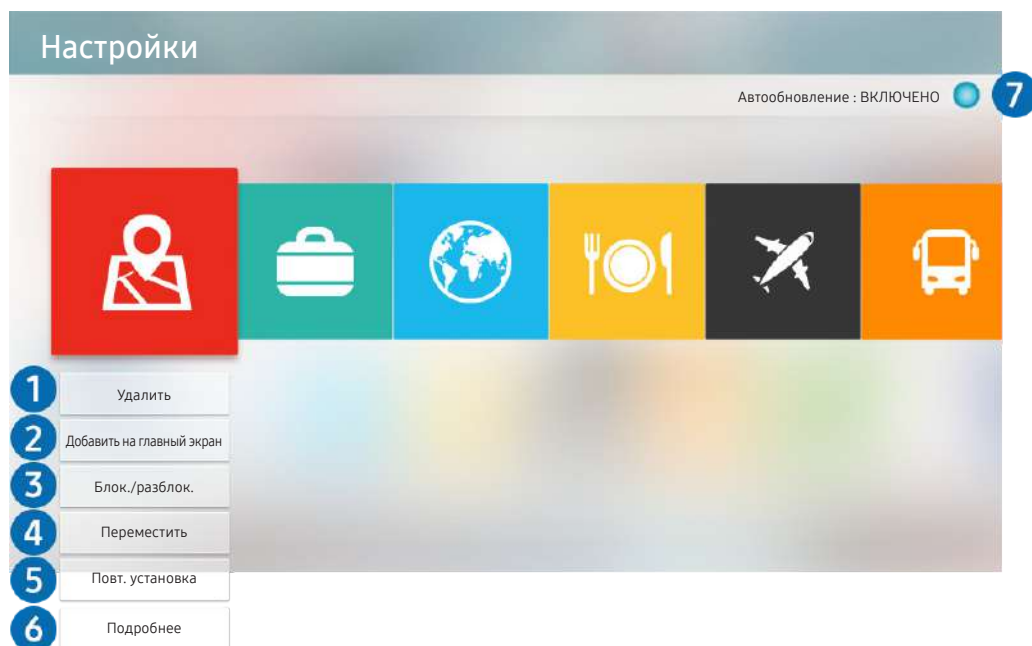 Настройки
Автообновление : ВКЛЮЧЕНО
7
1
Удалить
2
Добавить на главный экран
3
Блок./разблок.
4
Переместить
5
Повт. установка
6
Подробнее